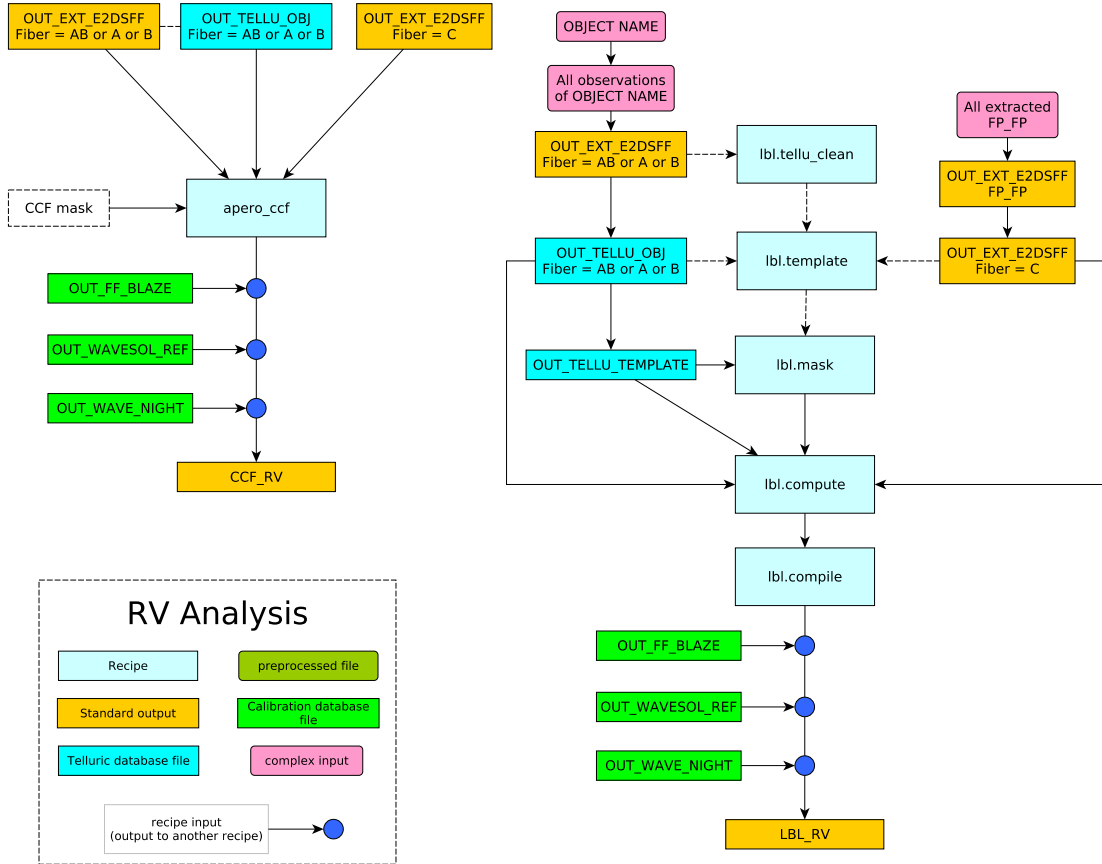 OUT_EXT_E2DSFF
Fiber = AB or A or B
OUT_TELLU_OBJ
Fiber = AB or A or B
OUT_EXT_E2DSFF
Fiber = C
CCF mask
apero_ccf
OUT_FF_BLAZE
OUT_WAVESOL_REF
OUT_WAVE_NIGHT
CCF_RV
OBJECT NAME
All observations
of OBJECT NAME
OUT_EXT_E2DSFF
Fiber = AB or A or B
lbl.tellu_clean
All extracted
FP_FP
OUT_EXT_E2DSFF
FP_FP
OUT_TELLU_OBJ
Fiber = AB or A or B
lbl.template
OUT_EXT_E2DSFF
Fiber = C
OUT_TELLU_TEMPLATE
lbl.mask
lbl.compute
lbl.compile
OUT_FF_BLAZE
OUT_WAVESOL_REF
OUT_WAVE_NIGHT
LBL_RV
RV Analysis
Recipe
preprocessed file
Standard output
Calibration database
file
Telluric database file
complex input
recipe input
(output to another recipe)